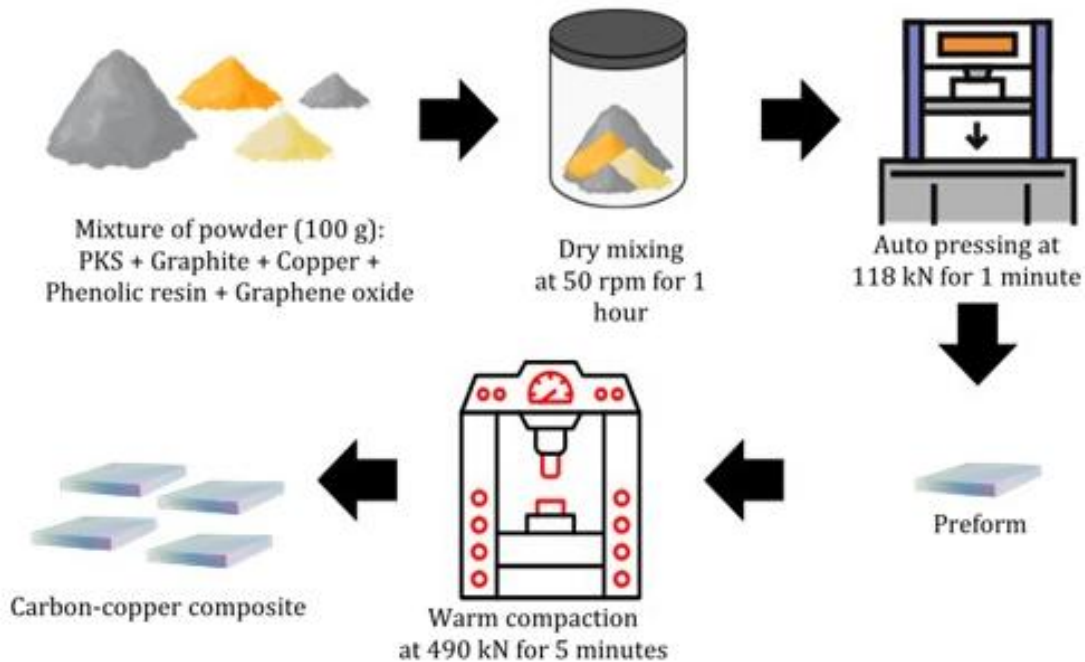 Mixture of powder (100 g):
PKS + Graphite + Copper +
Phenolic resin + Graphene oxide
Dry mixing
at 50 rpm for 1
hour
Auto pressing at
118 kN for 1 minute
Preform
Warm compaction
at 490 kN for 5 minutes
Carbon-copper composite